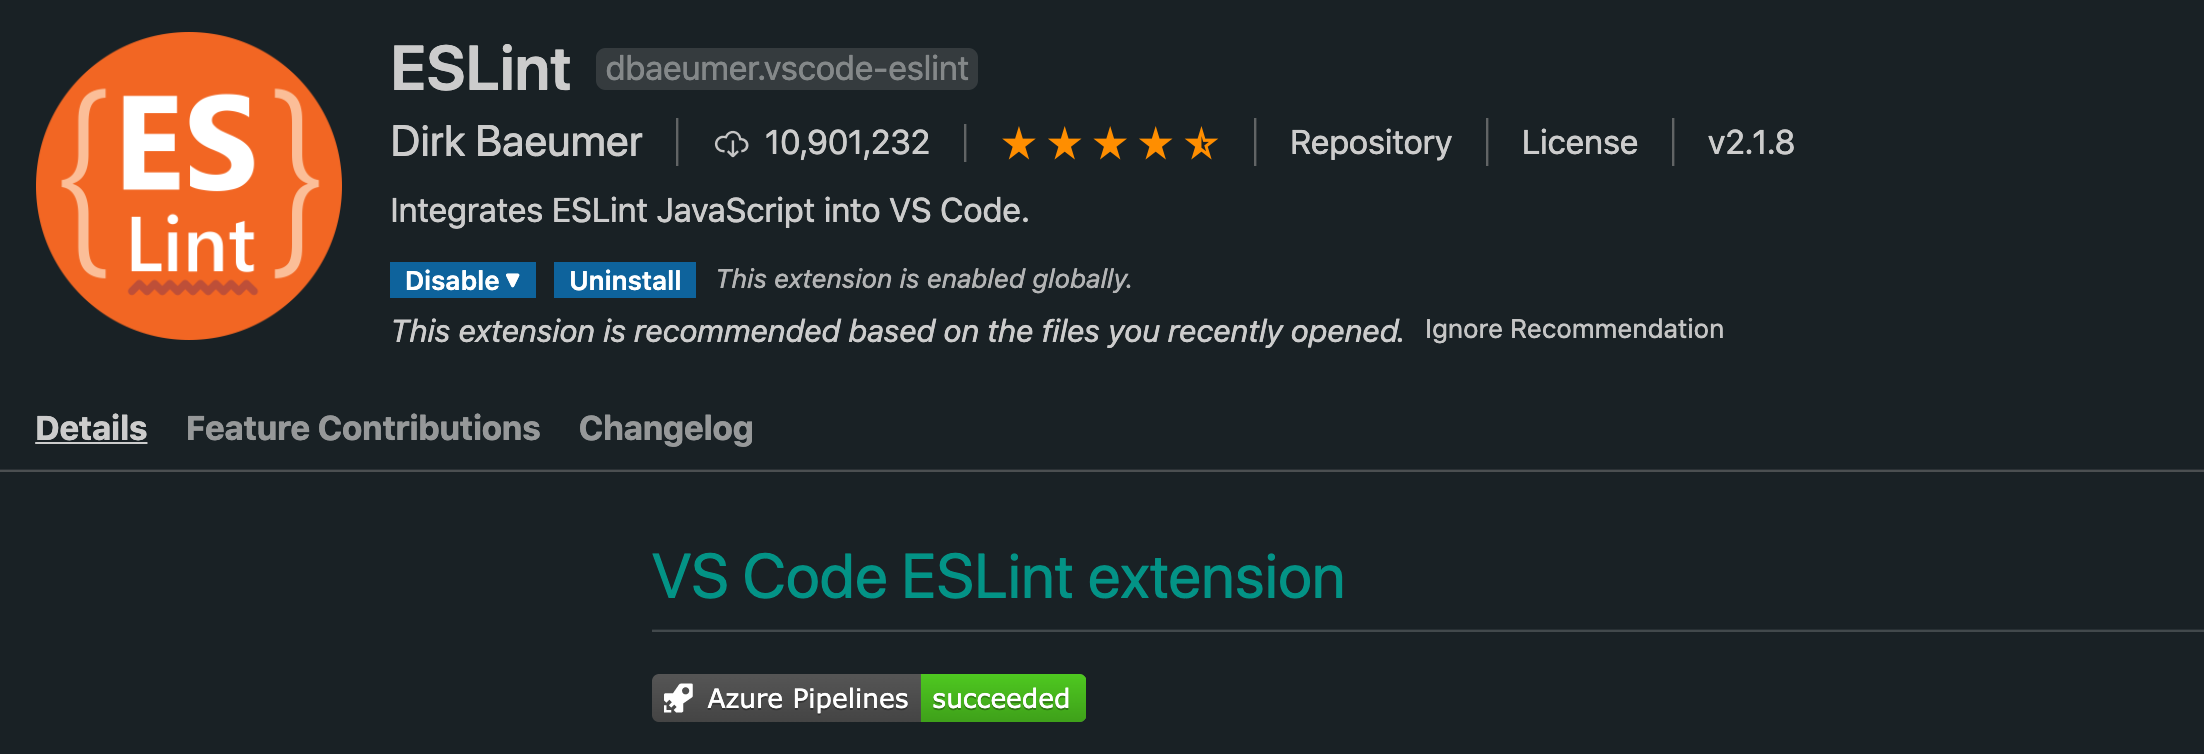 ES
Lint
ESLint dbaeumer.vscode-eslint
Dirk Baeumer 10,901,232 Repository License v2.1.8
Integrates ESLint JavaScript into VS Code.
Disable Uninstall This extension is enabled globally.
This extension is recommended based on the files you recently opened. Ignore Recommendation
Details Feature Contributions Changelog
VS Code ESLint extension
Azure Pipelines succeeded